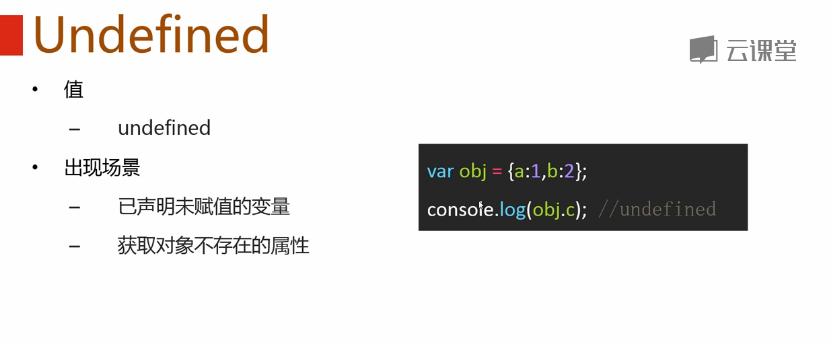 Undefined
云课堂
• 值
– undefined
• 出现场景
– 已声明未赋值的变量
– 获取对象不存在的属性
var obj = {a:1,b:2};
console.log(obj.c); //undefined